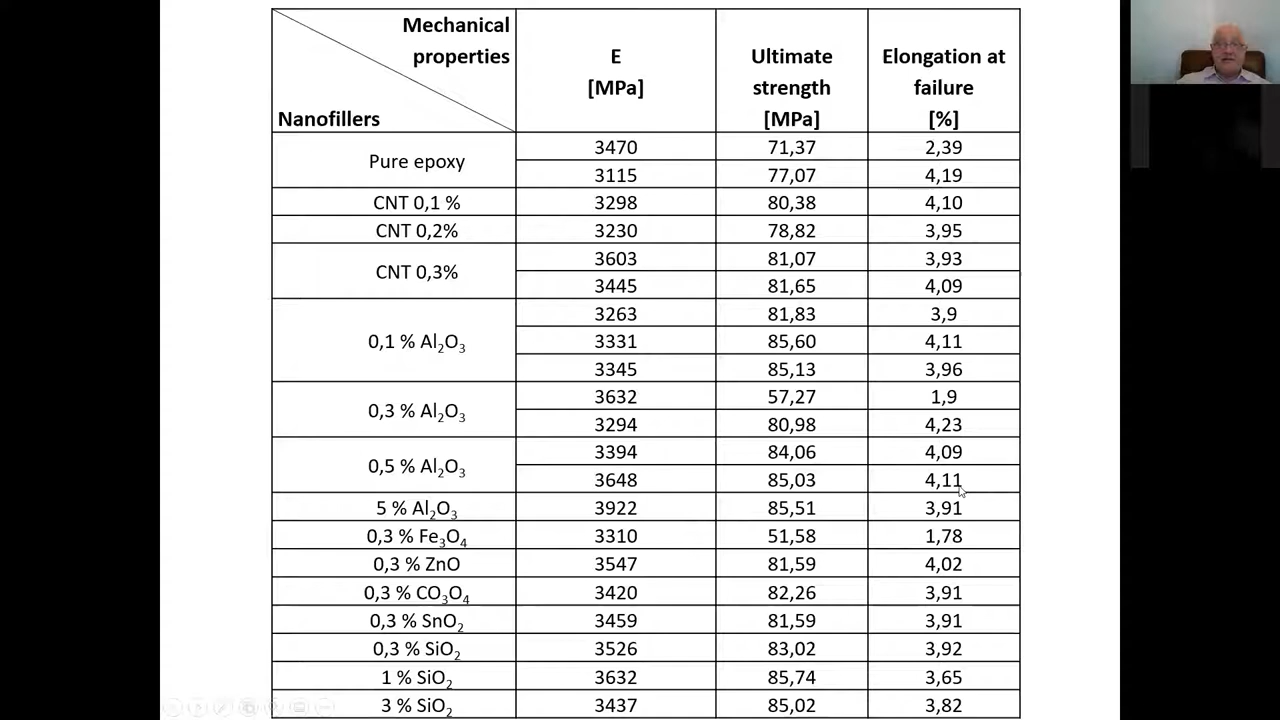 Mechanical
properties
Nanofillers
E
[MPa]
Ultimate
strength
[MPa]
Elongation at
failure
[%]
Pure epoxy
3470 71,37 2,39
3115 77,07 4,19
CNT 0,1 % 3298 80,38 4,10
CNT 0,2% 3230 78,82 3,95
CNT 0,3%
3603 81,07 3,93
3445 81,65 4,09
0,1 % Al₂O₃
3263 81,83 3,9
3331 85,60 4,11
3345 85,13 3,96
0,3 % Al₂O₃
3632 57,27 1,9
3294 80,98 4,23
0,5 % Al₂O₃
3394 84,06 4,09
3648 85,03 4,11
5 % Al₂O₃ 3922 85,51 3,91
0,3 % Fe₃O₄ 3310 51,58 1,78
0,3 % ZnO 3547 81,59 4,02
0,3 % CO₃O₄ 3420 82,26 3,91
0,3 % SnO₂ 3459 81,59 3,91
0,3 % SiO₂ 3526 83,02 3,92
1 % SiO₂ 3632 85,74 3,65
3 % SiO₂ 3437 85,02 3,82